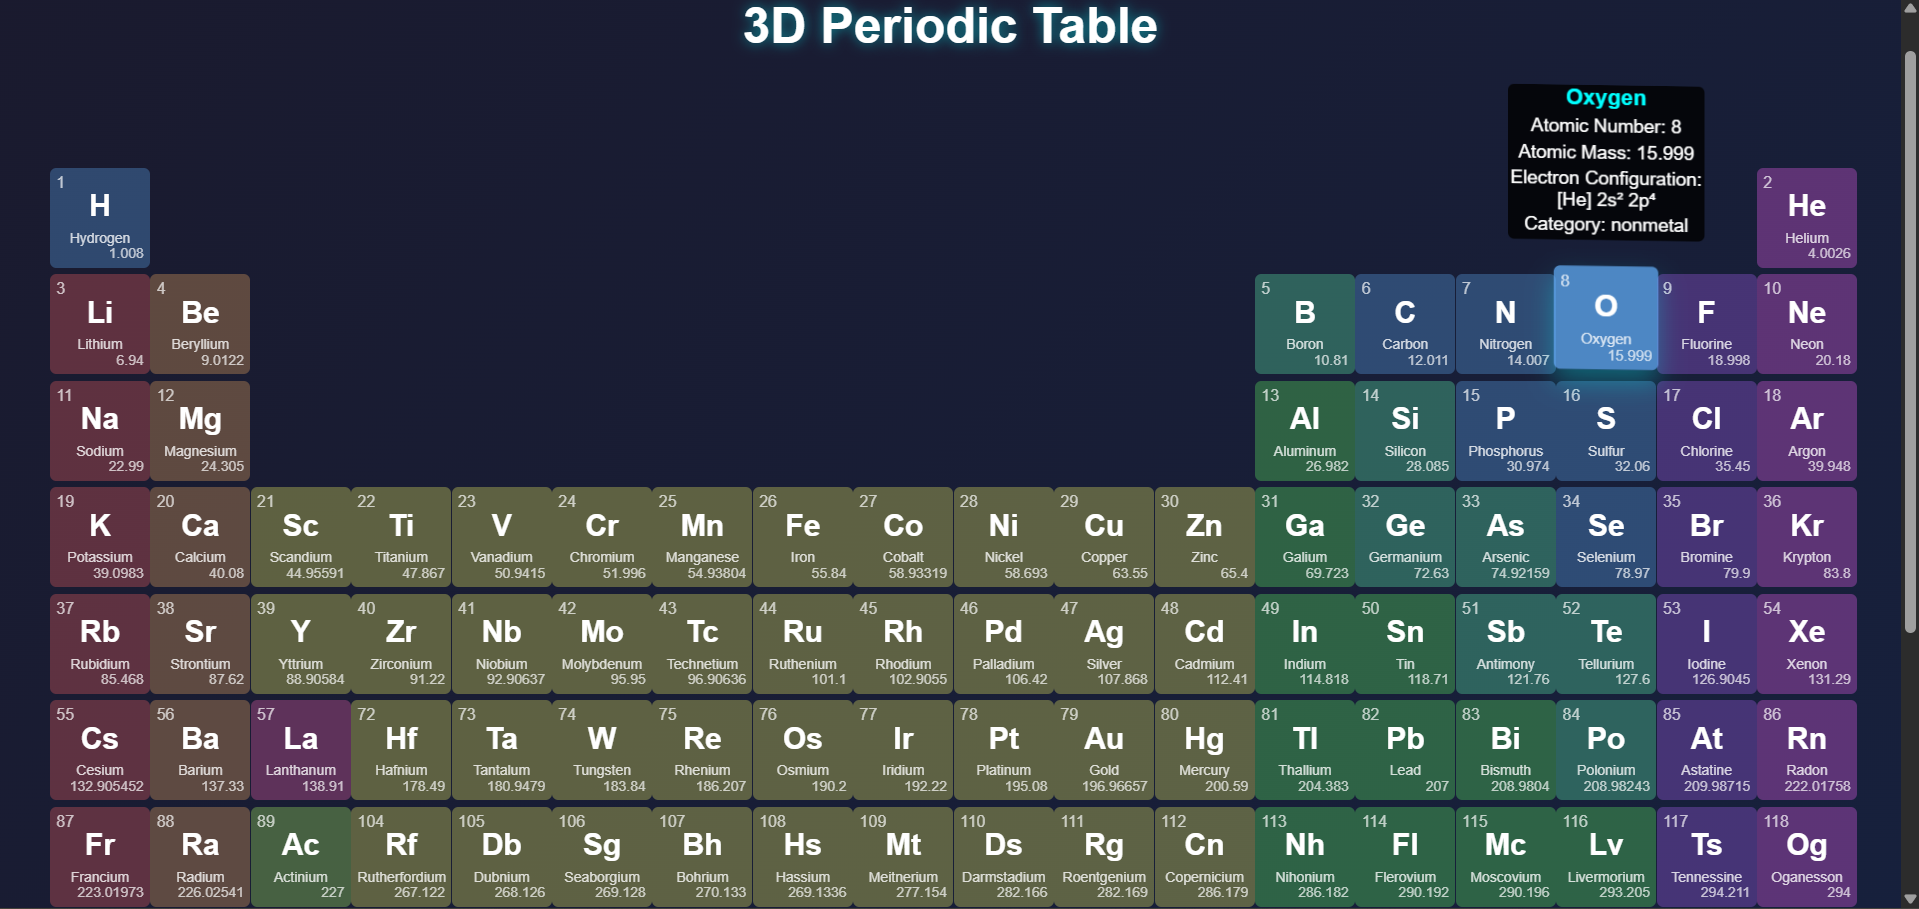 3D Periodic Table
Oxygen
Atomic Number: 8
Atomic Mass: 15.999
Electron Configuration:
[He] 2s² 2p⁴
Category: nonmetal
1
H
Hydrogen
1.008
2
He
Helium
4.0026
3
Li
Lithium
6.94
4
Be
Beryllium
9.0122
5
B
Boron
10.81
6
C
Carbon
12.011
7
N
Nitrogen
14.007
8
O
Oxygen
15.999
9
F
Fluorine
18.998
10
Ne
Neon
20.18
11
Na
Sodium
22.99
12
Mg
Magnesium
24.305
13
Al
Aluminum
26.982
14
Si
Silicon
28.085
15
P
Phosphorus
30.974
16
S
Sulfur
32.06
17
Cl
Chlorine
35.45
18
Ar
Argon
39.948
19
K
Potassium
39.0983
20
Ca
Calcium
40.08
21
Sc
Scandium
44.95591
22
Ti
Titanium
47.867
23
V
Vanadium
50.9415
24
Cr
Chromium
51.996
25
Mn
Manganese
54.93804
26
Fe
Iron
55.84
27
Co
Cobalt
58.93319
28
Ni
Nickel
58.693
29
Cu
Copper
63.55
30
Zn
Zinc
65.4
31
Ga
Galium
69.723
32
Ge
Germanium
72.63
33
As
Arsenic
74.92159
34
Se
Selenium
78.97
35
Br
Bromine
79.9
36
Kr
Krypton
83.8
37
Rb
Rubidium
85.468
38
Sr
Strontium
87.62
39
Y
Yttrium
88.90584
40
Zr
Zirconium
91.22
41
Nb
Niobium
92.90637
42
Mo
Molybdenum
95.95
43
Tc
Technetium
96.90636
44
Ru
Ruthenium
101.1
45
Rh
Rhodium
102.9055
46
Pd
Palladium
106.42
47
Ag
Silver
107.868
48
Cd
Cadmium
112.41
49
In
Indium
114.818
50
Sn
Tin
118.71
51
Sb
Antimony
121.76
52
Te
Tellurium
127.6
53
I
Iodine
126.9045
54
Xe
Xenon
131.29
55
Cs
Cesium
132.905452
56
Ba
Barium
137.33
57
La
Lanthanum
138.91
72
Hf
Hafnium
178.49
73
Ta
Tantalum
180.9479
74
W
Tungsten
183.84
75
Re
Rhenium
186.207
76
Os
Osmium
190.2
77
Ir
Iridium
192.22
78
Pt
Platinum
195.08
79
Au
Gold
196.96657
80
Hg
Mercury
200.59
81
Tl
Thallium
204.383
82
Pb
Lead
207
83
Bi
Bismuth
208.9804
84
Po
Polonium
208.98243
85
At
Astatine
209.98715
86
Rn
Radon
222.01758
87
Fr
Francium
223.01973
88
Ra
Radium
226.02541
89
Ac
Actinium
227
104
Rf
Rutherfordium
267.122
105
Db
Dubnium
268.126
106
Sg
Seaborgium
269.128
107
Bh
Bohrium
270.133
108
Hs
Hassium
269.1336
109
Mt
Meitnerium
277.154
110
Ds
Darmstadium
282.166
111
Rg
Roentgenium
282.169
112
Cn
Copernicium
286.179
113
Nh
Nihonium
286.182
114
Fl
Flerovium
290.192
115
Mc
Moscovium
290.196
116
Lv
Livermorium
293.205
117
Ts
Tennessine
294.211
118
Og
Oganesson
294